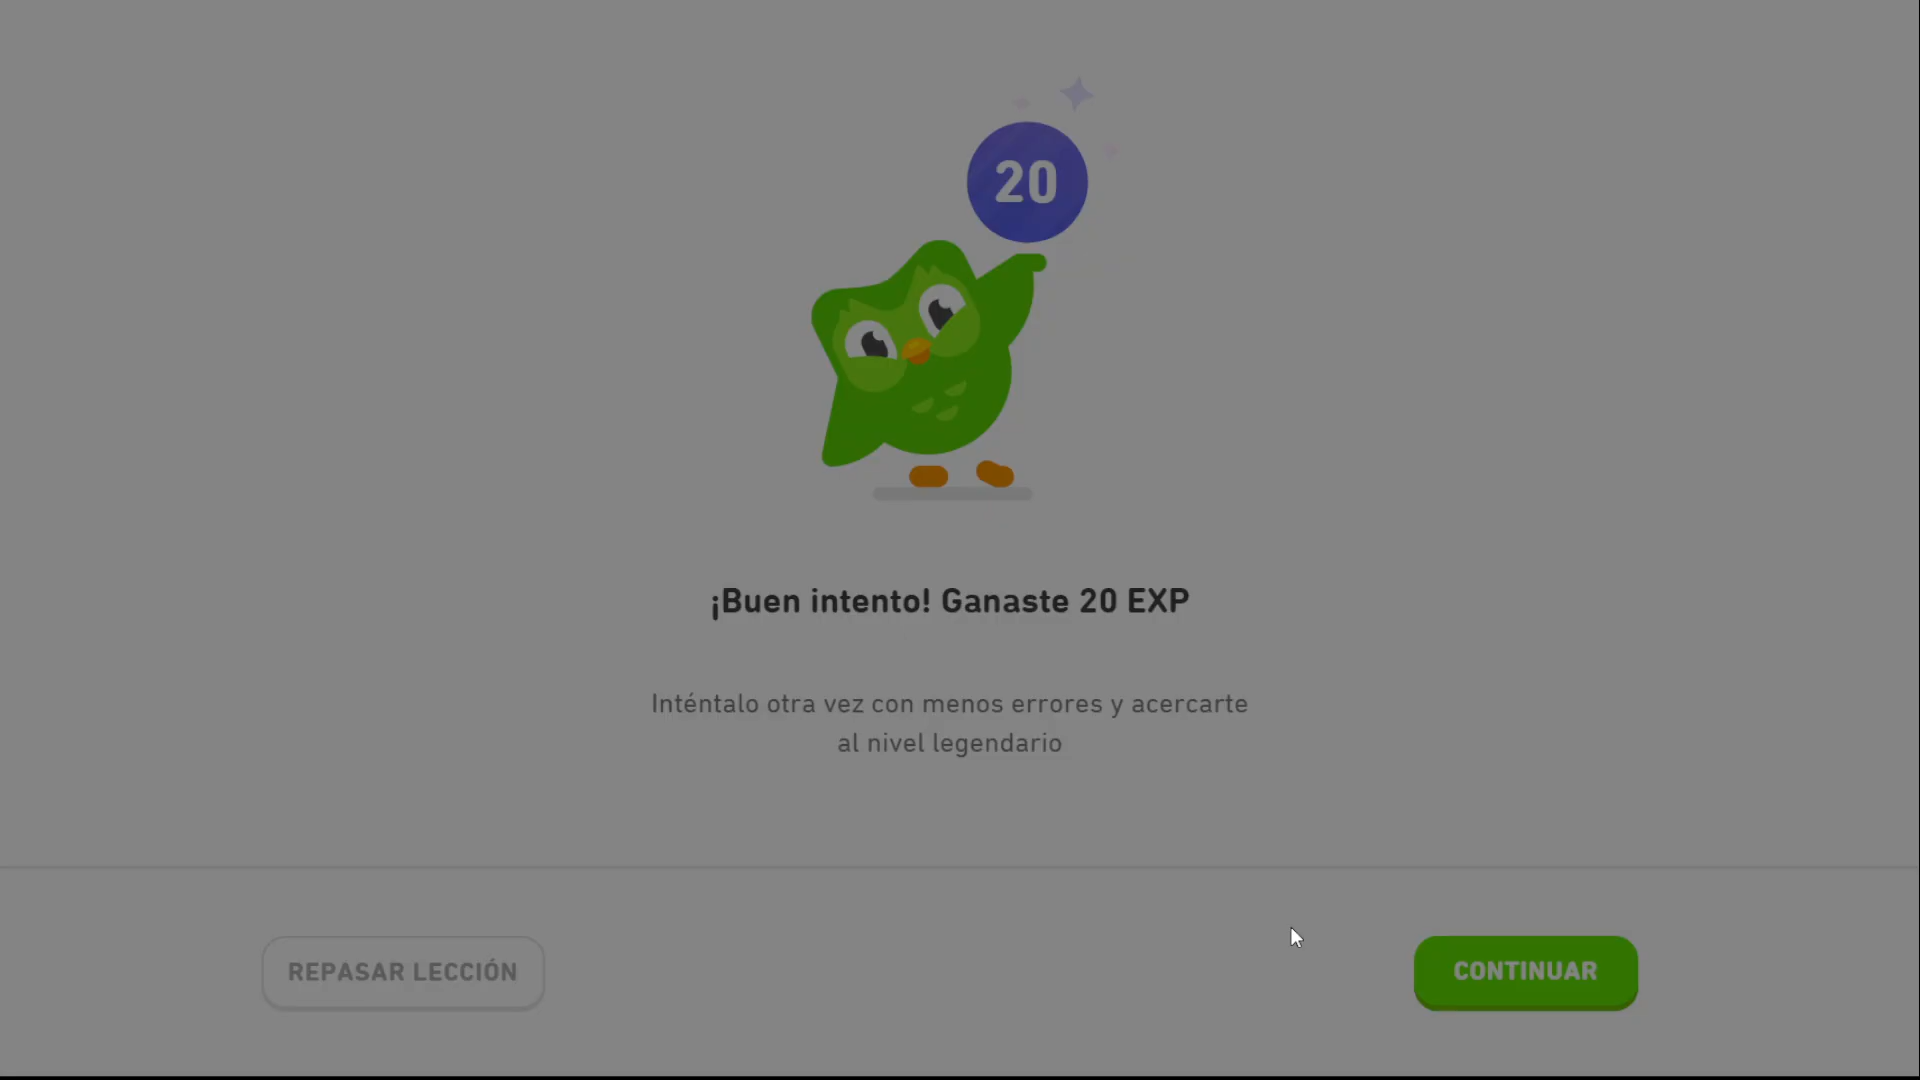 20
¡Buen intento! Ganaste 20 EXP
Inténtalo otra vez con menos errores y acercarte
al nivel legendario
REPASAR LECCIÓN
CONTINUAR